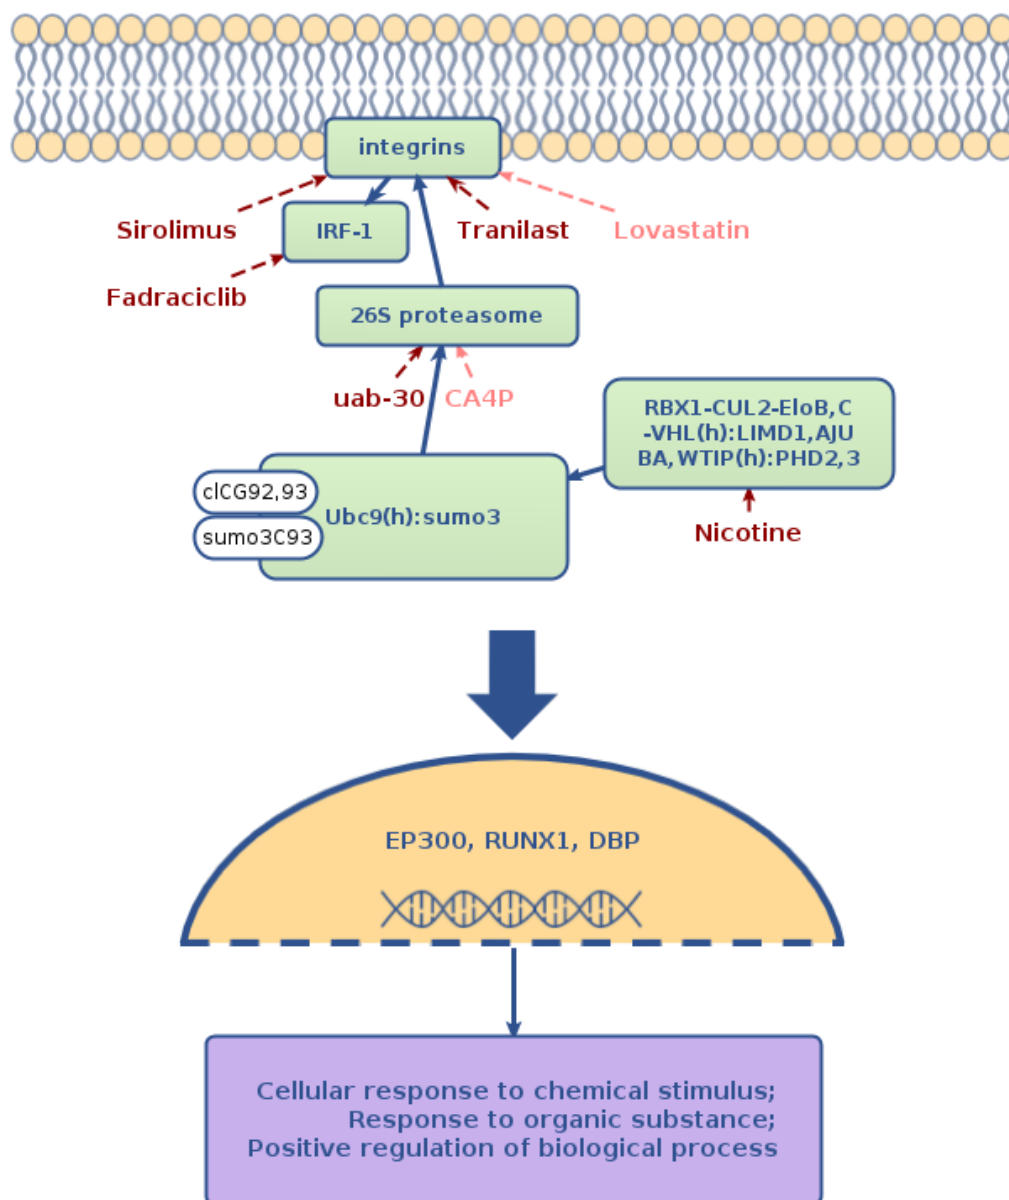 integrins
Sirolimus
IRF-1
Tranilast
Lovastatin
Fadraciclib
26S proteasome
uab-30
CA4P
RBX1-CUL2-EloB,C
-VHL(h):LIMD1,AJU
BA,WTIP(h):PHD2,3
clCG92,93
Ubc9(h):sumo3
sumo3C93
Nicotine
EP300, RUNX1, DBP
Cellular response to chemical stimulus;
Response to organic substance;
Positive regulation of biological process